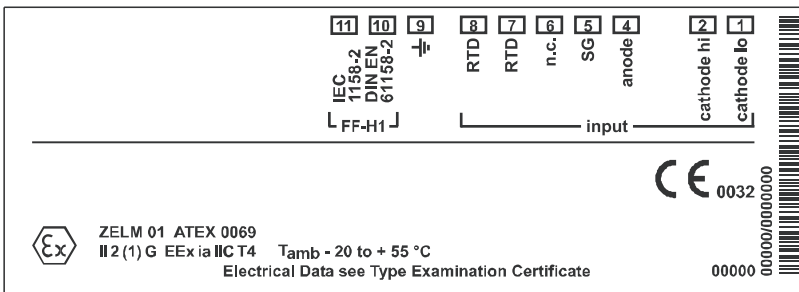 11 10 9 8 7 6 5 4 2 1
IEC
1158-2
DIN EN
61158-2
RTD
RTD
n.c.
SG
anode
cathode hi
cathode lo
FF-H1
input
CE 0032
Ex
ZELM 01 ATEX 0069
II 2 (1) G EEx ia IIC T4 Tamb - 20 to + 55 °C
Electrical Data see Type Examination Certificate
00000
00000/0000000